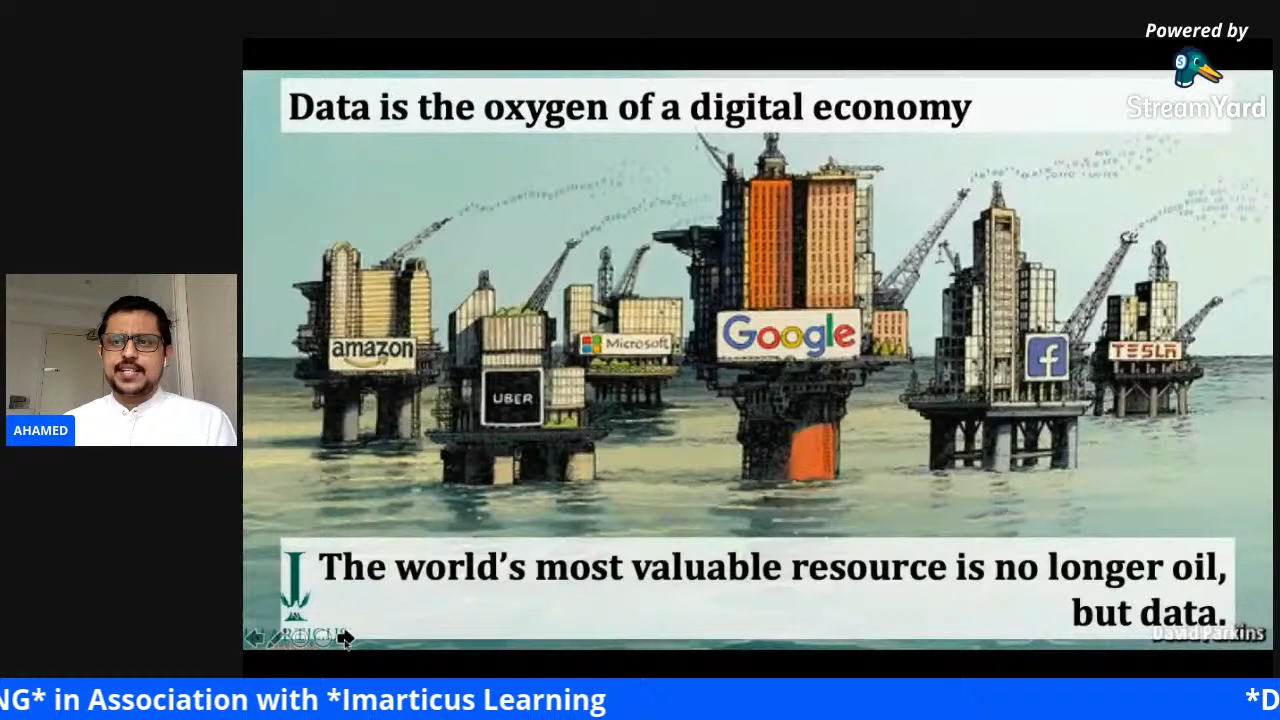 Powered by
StreamYard
Data is the oxygen of a digital economy
amazon
UBER
Microsoft
Google
f
TESLA
The world's most valuable resource is no longer oil,
but data.
David Parkins
AHAMED
NG* in Association with *Imarticus Learning
*D